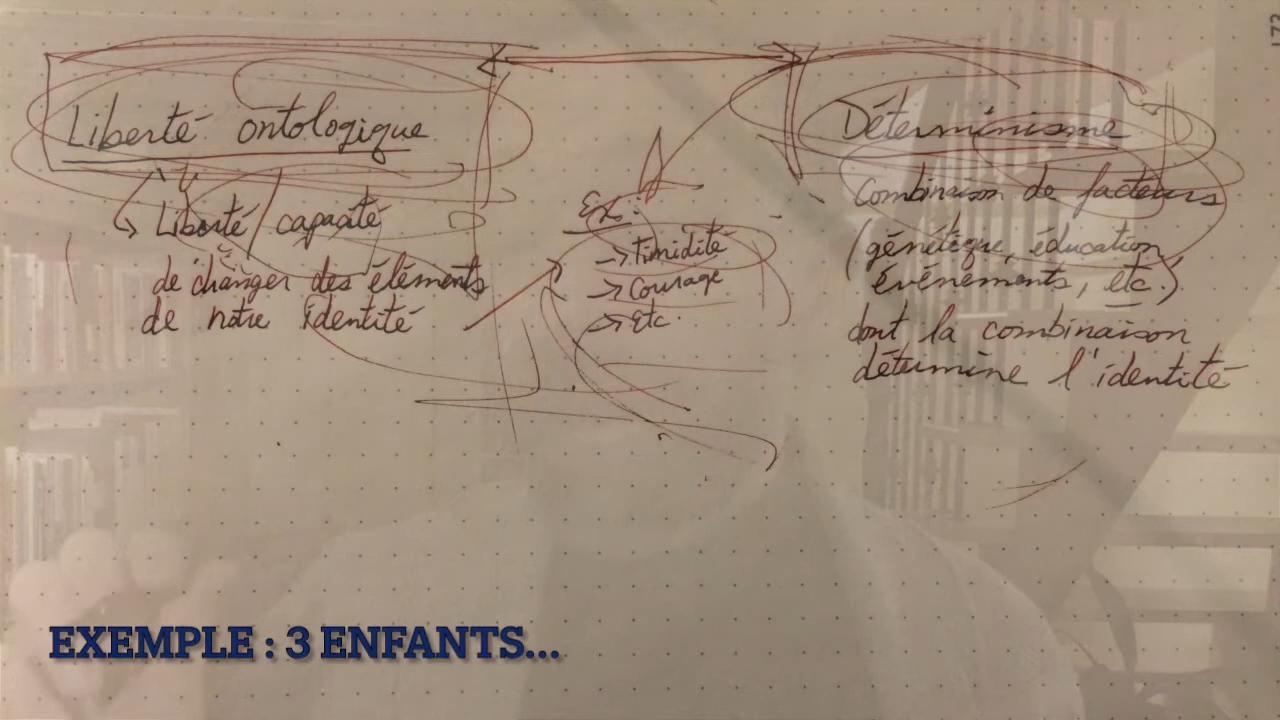 172
Liberté ontologique
Liberté/capacité
de changer des éléments
de notre identité
Ex.:
→ Timidité
→ Courage
→ Etc.
Déterminisme
Combinaison de facteurs
(génétique, éducation,
événements, etc.)
dont la combinaison
détermine l'identité
EXEMPLE : 3 ENFANTS...